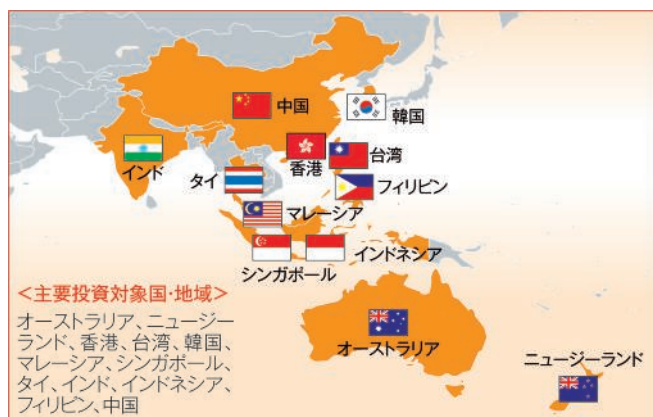 中国
韓国
インド
香港
台湾
タイ
フィリピン
マレーシア
シンガポール
インドネシア
<主要投資対象国・地域>
オーストラリア、ニュージー
ランド、香港、台湾、韓国、
マレーシア、シンガポール、
タイ、インド、インドネシア、
フィリピン、中国
オーストラリア
ニュージーランド